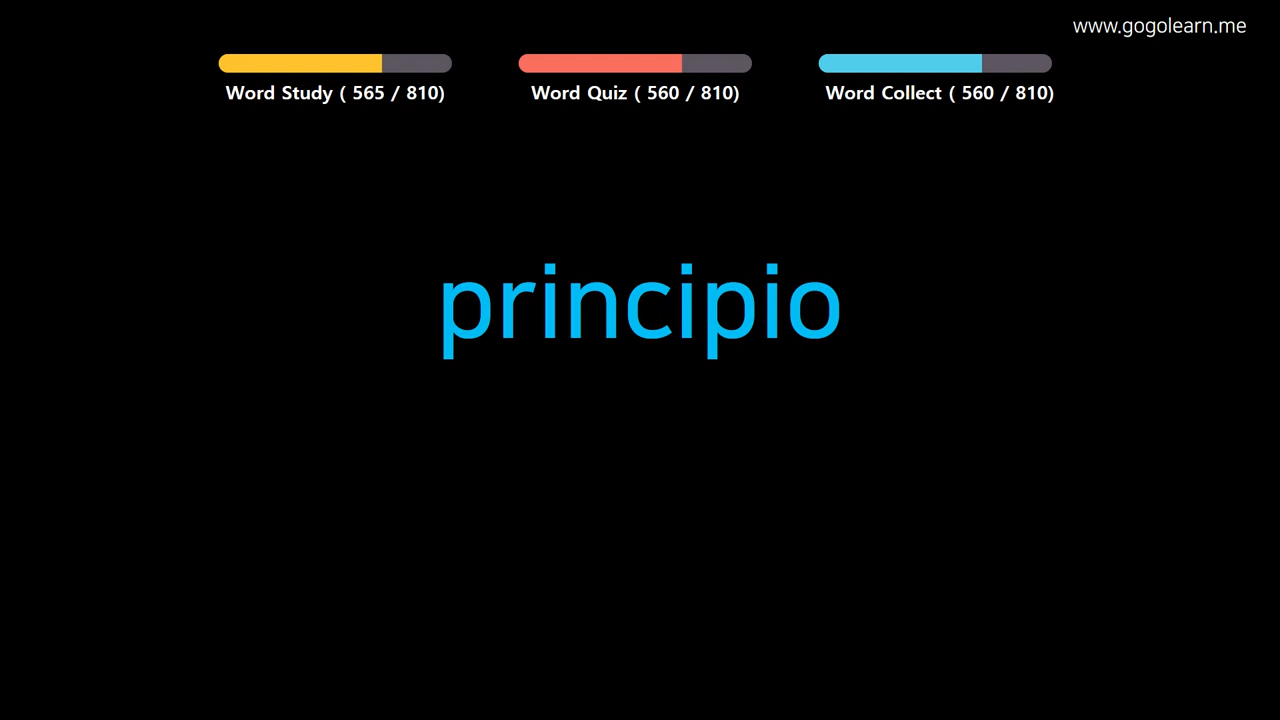 www.gogolearn.me
Word Study ( 565 / 810)
Word Quiz ( 560 / 810)
Word Collect ( 560 / 810)
principio